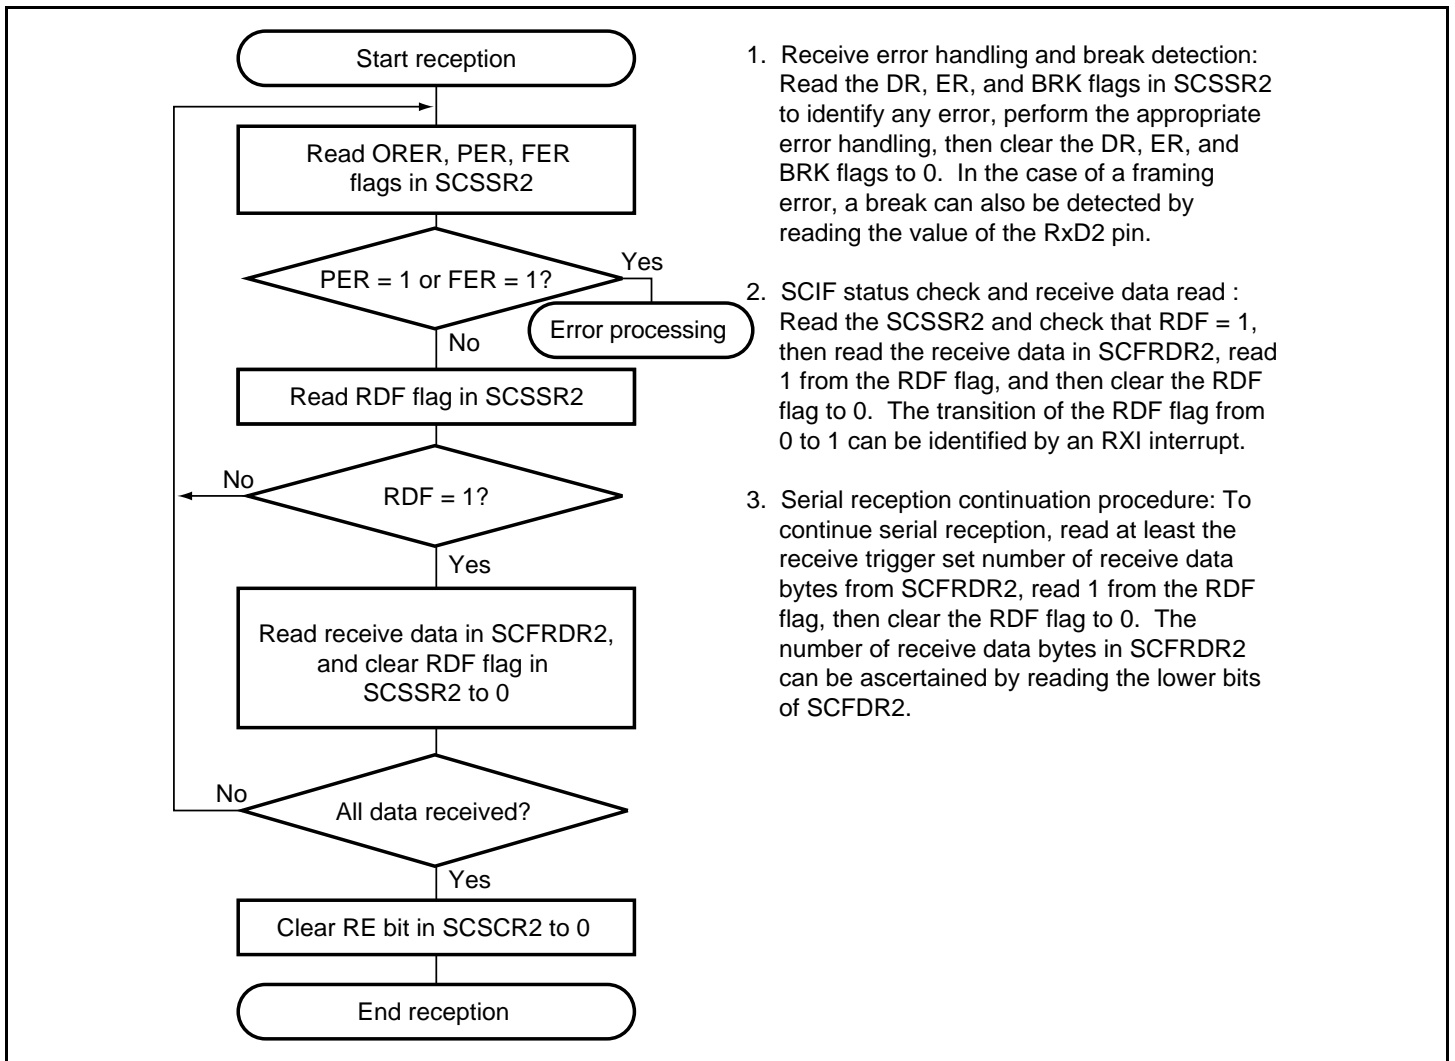 Start reception
Read ORER, PER, FER
flags in SCSSR2
PER = 1 or FER = 1?
Yes
Error processing
No
Read RDF flag in SCSSR2
No
RDF = 1?
Yes
Read receive data in SCFRDR2,
and clear RDF flag in
SCSSR2 to 0
No
All data received?
Yes
Clear RE bit in SCSCR2 to 0
End reception
1. Receive error handling and break detection:
Read the DR, ER, and BRK flags in SCSSR2
to identify any error, perform the appropriate
error handling, then clear the DR, ER, and
BRK flags to 0. In the case of a framing
error, a break can also be detected by
reading the value of the RxD2 pin.
2. SCIF status check and receive data read :
Read the SCSSR2 and check that RDF = 1,
then read the receive data in SCFRDR2, read
1 from the RDF flag, and then clear the RDF
flag to 0. The transition of the RDF flag from
0 to 1 can be identified by an RXI interrupt.
3. Serial reception continuation procedure: To
continue serial reception, read at least the
receive trigger set number of receive data
bytes from SCFRDR2, read 1 from the RDF
flag, then clear the RDF flag to 0. The
number of receive data bytes in SCFRDR2
can be ascertained by reading the lower bits
of SCFDR2.